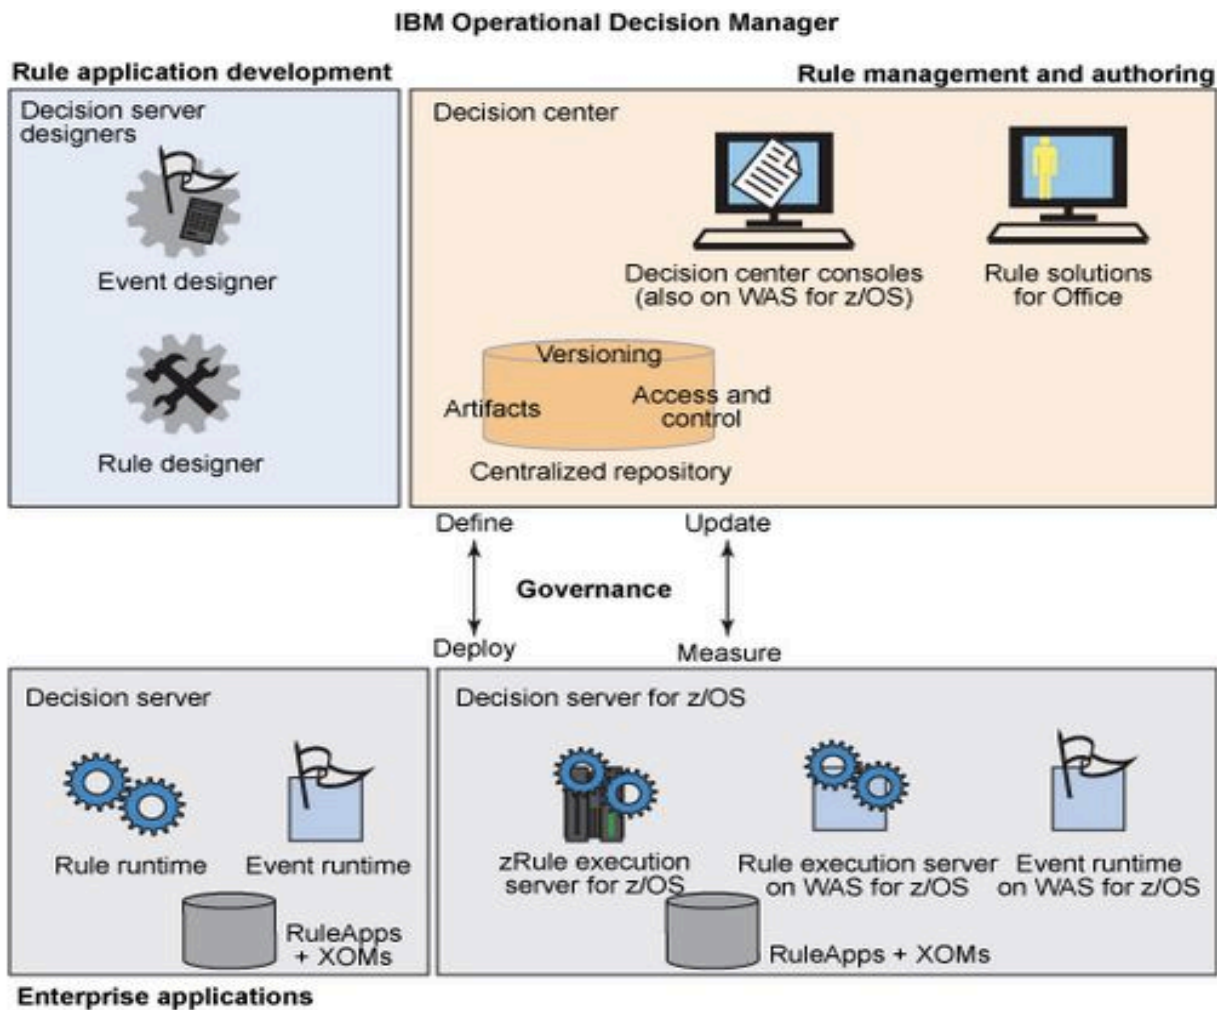 IBM Operational Decision Manager
Rule application development
Rule management and authoring
Decision server
designers
Event designer
Rule designer
Decision center
Decision center consoles
(also on WAS for z/OS)
Rule solutions
for Office
Versioning
Artifacts
Access and
control
Centralized repository
Define
Update
Governance
Deploy
Measure
Decision server
Rule runtime
Event runtime
RuleApps
+ XOMs
Decision server for z/OS
zRule execution
server for z/OS
Rule execution server
on WAS for z/OS
Event runtime
on WAS for z/OS
RuleApps + XOMs
Enterprise applications